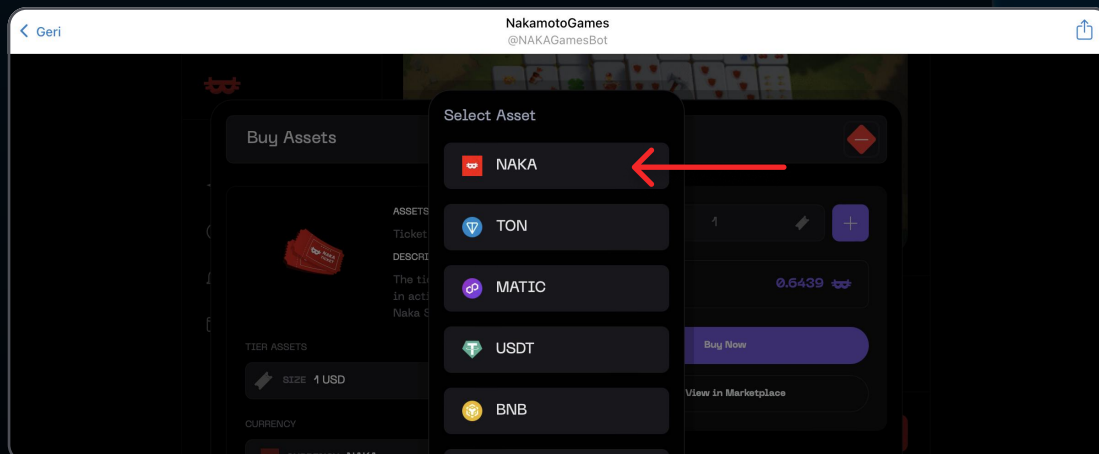 Geri
NakamotoGames
@NAKAGamesBot
Buy Assets
Select Asset
NAKA
TON
MATIC
USDT
BNB
ASSETS
Ticket
DESCRI
The tic
in acti
Naka S
TIER ASSETS
SIZE 1 USD
CURRENCY
1
0.6439
Buy Now
View in Marketplace